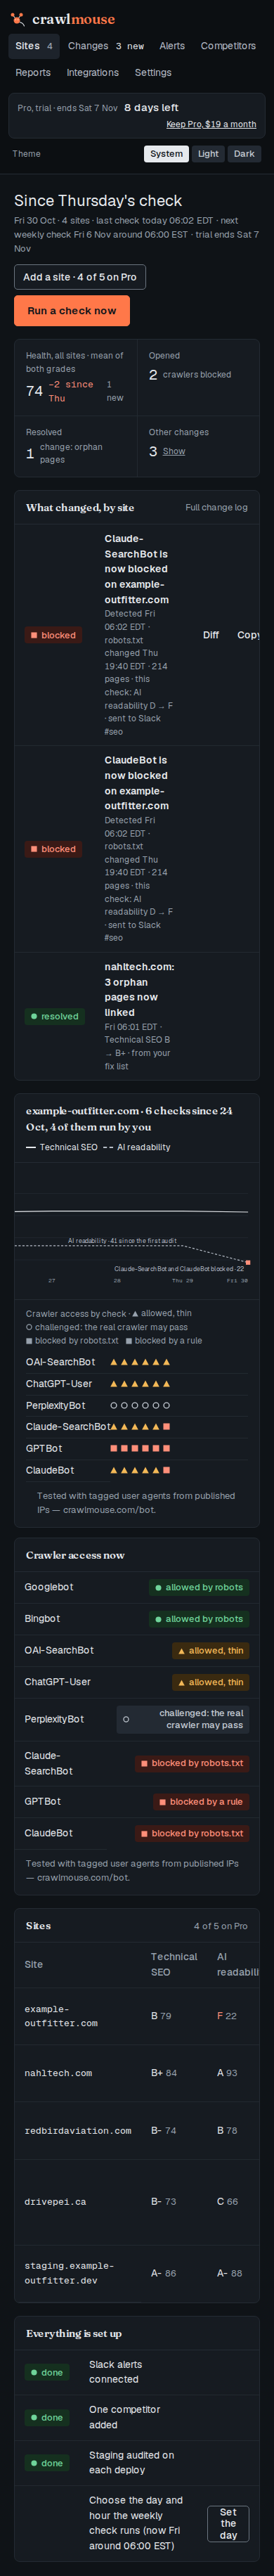 crawlmouse
Sites 4 Changes 3 new Alerts Competitors
Reports Integrations Settings
Pro, trial · ends Sat 7 Nov 8 days left
Keep Pro, $19 a month
Theme System Light Dark
Since Thursday's check
Fri 30 Oct · 4 sites · last check today 06:02 EDT · next
weekly check Fri 6 Nov around 06:00 EST · trial ends Sat 7
Nov
Add a site · 4 of 5 on Pro
Run a check now
Health, all sites · mean of
both grades
74 −2 since
Thu
1
new
Opened
2 crawlers blocked
Resolved
1 change: orphan
pages
Other changes
3 Show
What changed, by site Full change log
blocked
Claude-
SearchBot is
now blocked
on example-
outfitter.com
Detected Fri
06:02 EDT ·
robots.txt
changed Thu
19:40 EDT · 214
pages · this
check: AI
readability D → F
· sent to Slack
#seo
Diff Copy
blocked
ClaudeBot is
now blocked
on example-
outfitter.com
Detected Fri
06:02 EDT ·
robots.txt
changed Thu
19:40 EDT · 214
pages · this
check: AI
readability D → F
· sent to Slack
#seo
resolved
nahltech.com:
3 orphan
pages now
linked
Fri 06:01 EDT ·
Technical SEO B
→ B+ · from your
fix list
example-outfitter.com · 6 checks since 24
Oct, 4 of them run by you
Technical SEO AI readability
AI readability · 41 since the first audit
Claude-SearchBot and ClaudeBot blocked · 22
27 28 Thu 29 Fri 30
Crawler access by check · ▲ allowed, thin
○ challenged: the real crawler may pass
■ blocked by robots.txt ■ blocked by a rule
OAI-SearchBot
ChatGPT-User
PerplexityBot
Claude-SearchBot
GPTBot
ClaudeBot
Tested with tagged user agents from published
IPs — crawlmouse.com/bot.
Crawler access now
Googlebot allowed by robots
Bingbot allowed by robots
OAI-SearchBot allowed, thin
ChatGPT-User allowed, thin
PerplexityBot challenged: the real
crawler may pass
Claude-
SearchBot
blocked by robots.txt
GPTBot blocked by a rule
ClaudeBot blocked by robots.txt
Tested with tagged user agents from published IPs
— crawlmouse.com/bot.
Sites 4 of 5 on Pro
Site Technical
SEO
AI
readabili
example-
outfitter.com
B 79 F 22
nahltech.com B+ 84 A 93
redbirdaviation.com B- 74 B 78
drivepei.ca B- 73 C 66
staging.example-
outfitter.dev
A- 86 A- 88
Everything is set up
done Slack alerts
connected
done One competitor
added
done Staging audited on
each deploy
Choose the day and
hour the weekly
check runs (now Fri
around 06:00 EST)
Set
the
day